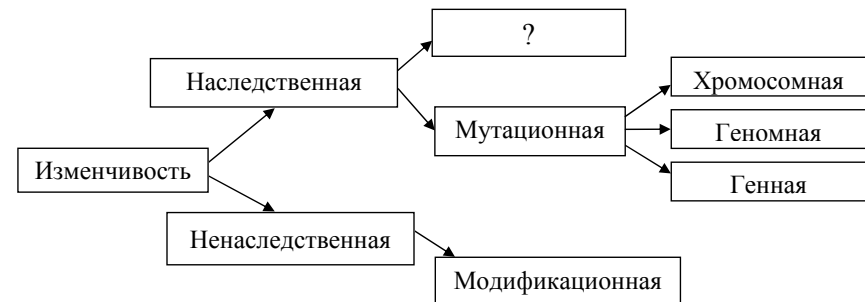 ?
Наследственная
Хромосомная
Мутационная
Геномная
Изменчивость
Генная
Ненаследственная
Модификационная